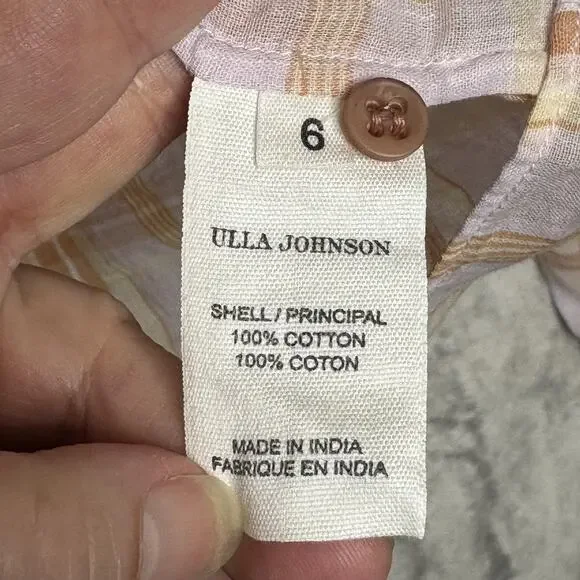 6
ULLA JOHNSON
SHELL / PRINCIPAL
100% COTTON
100% COTON
MADE IN INDIA
FABRIQUE EN INDIA